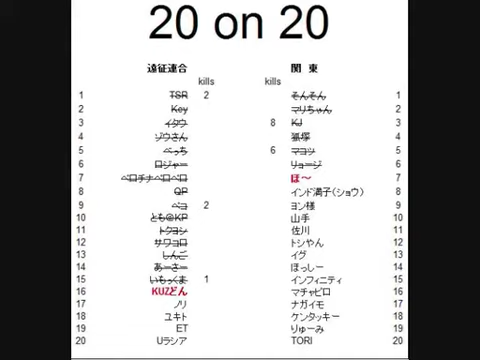 20 on 20
遠征連合 関 東
kills kills
1 TSR 2 そんそん 1
2 Key マリちゃん 2
3 イタウ 8 KJ 3
4 ゾウさん 狐塚 4
5 べっち 6 マコツ 5
6 ロジャー リョージ 6
7 ペロチナペロペロ ほ～ 7
8 QP インド満子(ショウ) 8
9 ペコ 2 ヨン様 9
10 とも@KP 山手 10
11 トクヨシ 佐川 11
12 サワコロ トシやん 12
13 しんご イグ 13
14 あーさー ほっしー 14
15 いもっくま 1 インフィニティ 15
16 KUZどん マチャピロ 16
17 ノリ ナガイモ 17
18 ユキト ケンタッキー 18
19 ET りゅーみ 19
20 Uラシア TORI 20